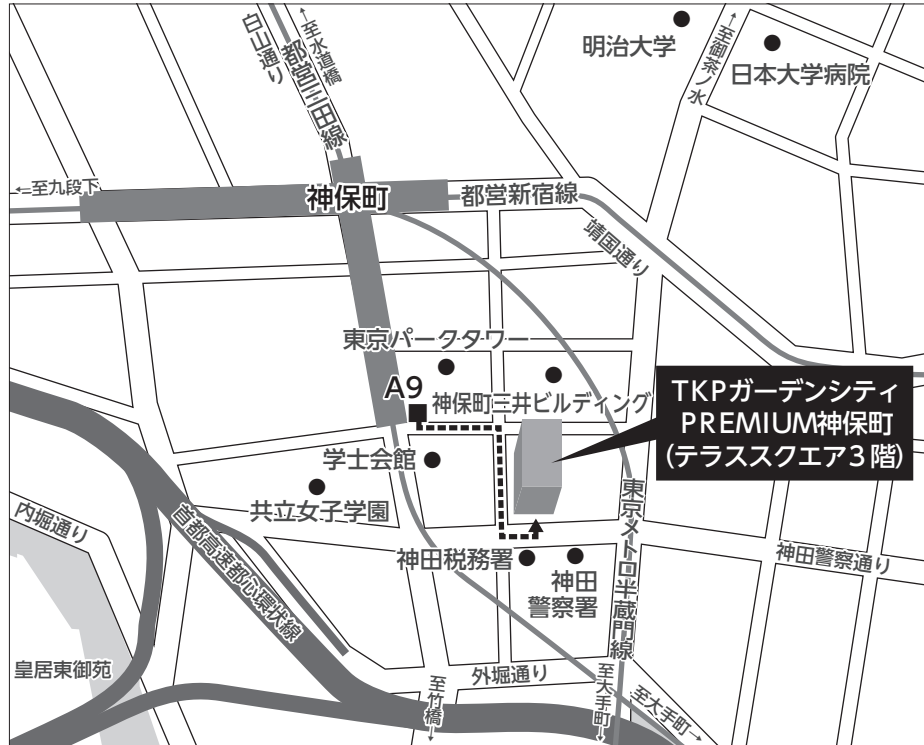 白山通り
←至水道橋
都営三田線
明治大学
←至御茶ノ水
日本大学病院
←至九段下
神保町
都営新宿線
靖国通り
東京パークタワー
A9
神保町三井ビルディング
TKPガーデンシティ
PREMIUM神保町
(テラススクエア3階)
学士会館
共立女子学園
内堀通り
首都高速都心環状線
東京メトロ半蔵門線
神田税務署
神田
警察署
神田警察通り
皇居東御苑
外堀通り
至竹橋→
至大手町→
至大手町→